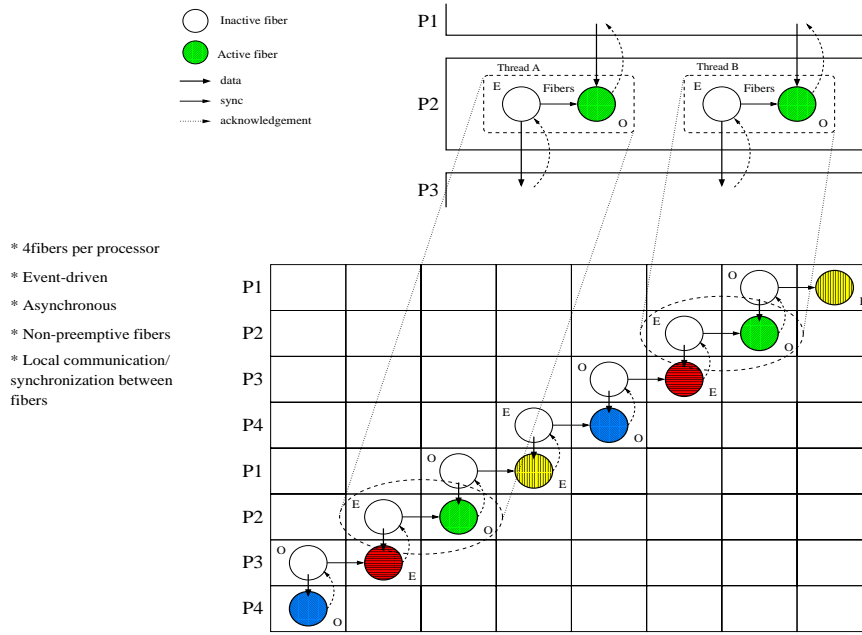 Inactive fiber
Active fiber
data
sync
acknowledgement
P1
Thread A
Thread B
E
Fibers
E
Fibers
P2
O
O
P3
* 4fibers per processor
* Event-driven
* Asynchronous
* Non-preemptive fibers
* Local communication/
synchronization between
fibers
P1
O
E
P2
E
O
P3
O
E
P4
E
O
P1
O
E
P2
E
O
P3
O
E
P4
O